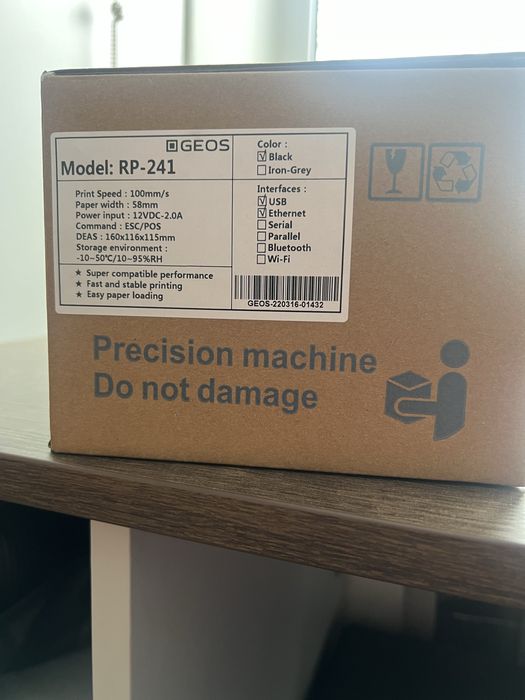 GEOS
Model: RP-241
Print Speed : 100mm/s
Paper width : 58mm
Power input : 12VDC-2.0A
Command : ESC/POS
DEAS : 160x116x115mm
Storage environment :
-10~50℃/10~95%RH
★ Super compatible performance
★ Fast and stable printing
★ Easy paper loading
Color :
☑ Black
☐ Iron-Grey
Interfaces :
☑ USB
☑ Ethernet
☐ Serial
☐ Parallel
☐ Bluetooth
☐ Wi-Fi
GEOS-220316-01432
Precision machine
Do not damage